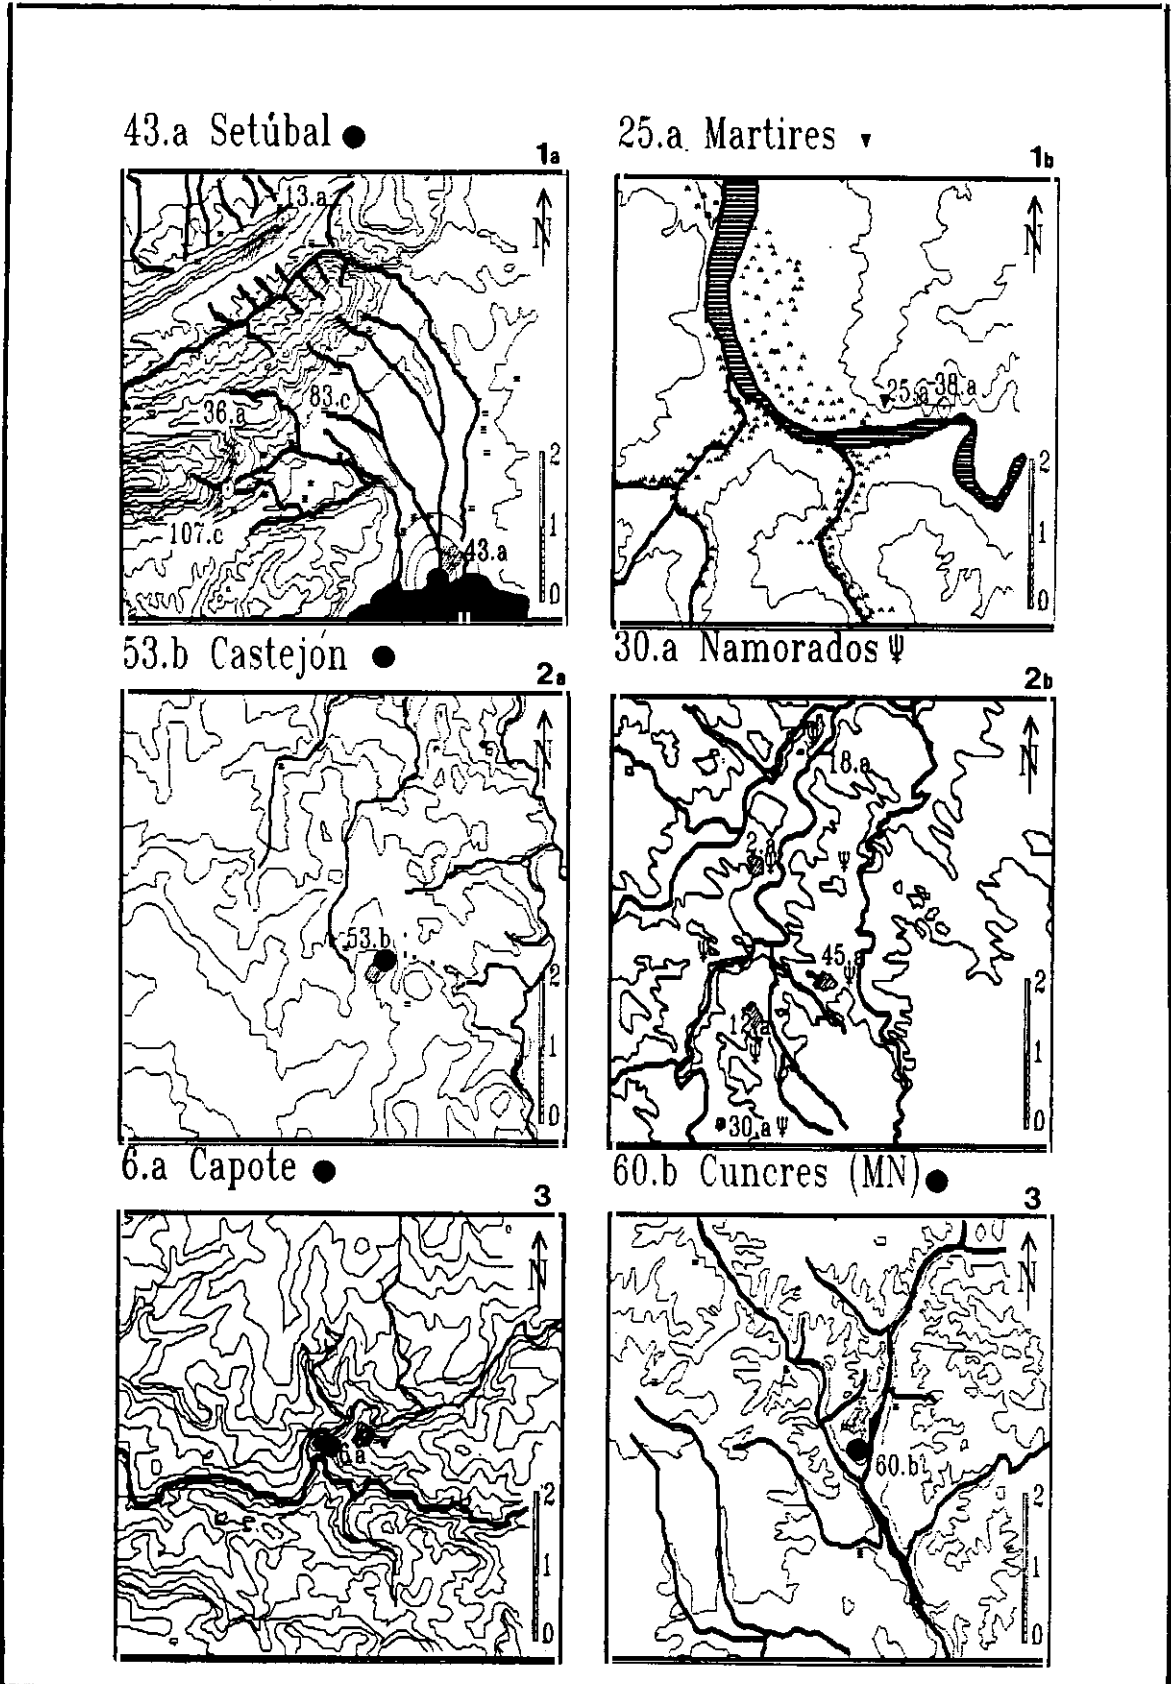 43.a Setúbal ●
1a
13.a
N
83.c
36.a
2
1
107.c
43.a
0
25.a Martires ▼
1b
N
25.a 38.a
2
1
0
53.b Castejón ●
2a
N
53.b
2
1
0
30.a Namorados Ψ
2b
N
18.a
2.a
45.a
2
1
0
30.a Ψ
6.a Capote ●
3
N
6a
2
1
0
60.b Cuncres (MN) ●
3
N
60.b
2
1
0